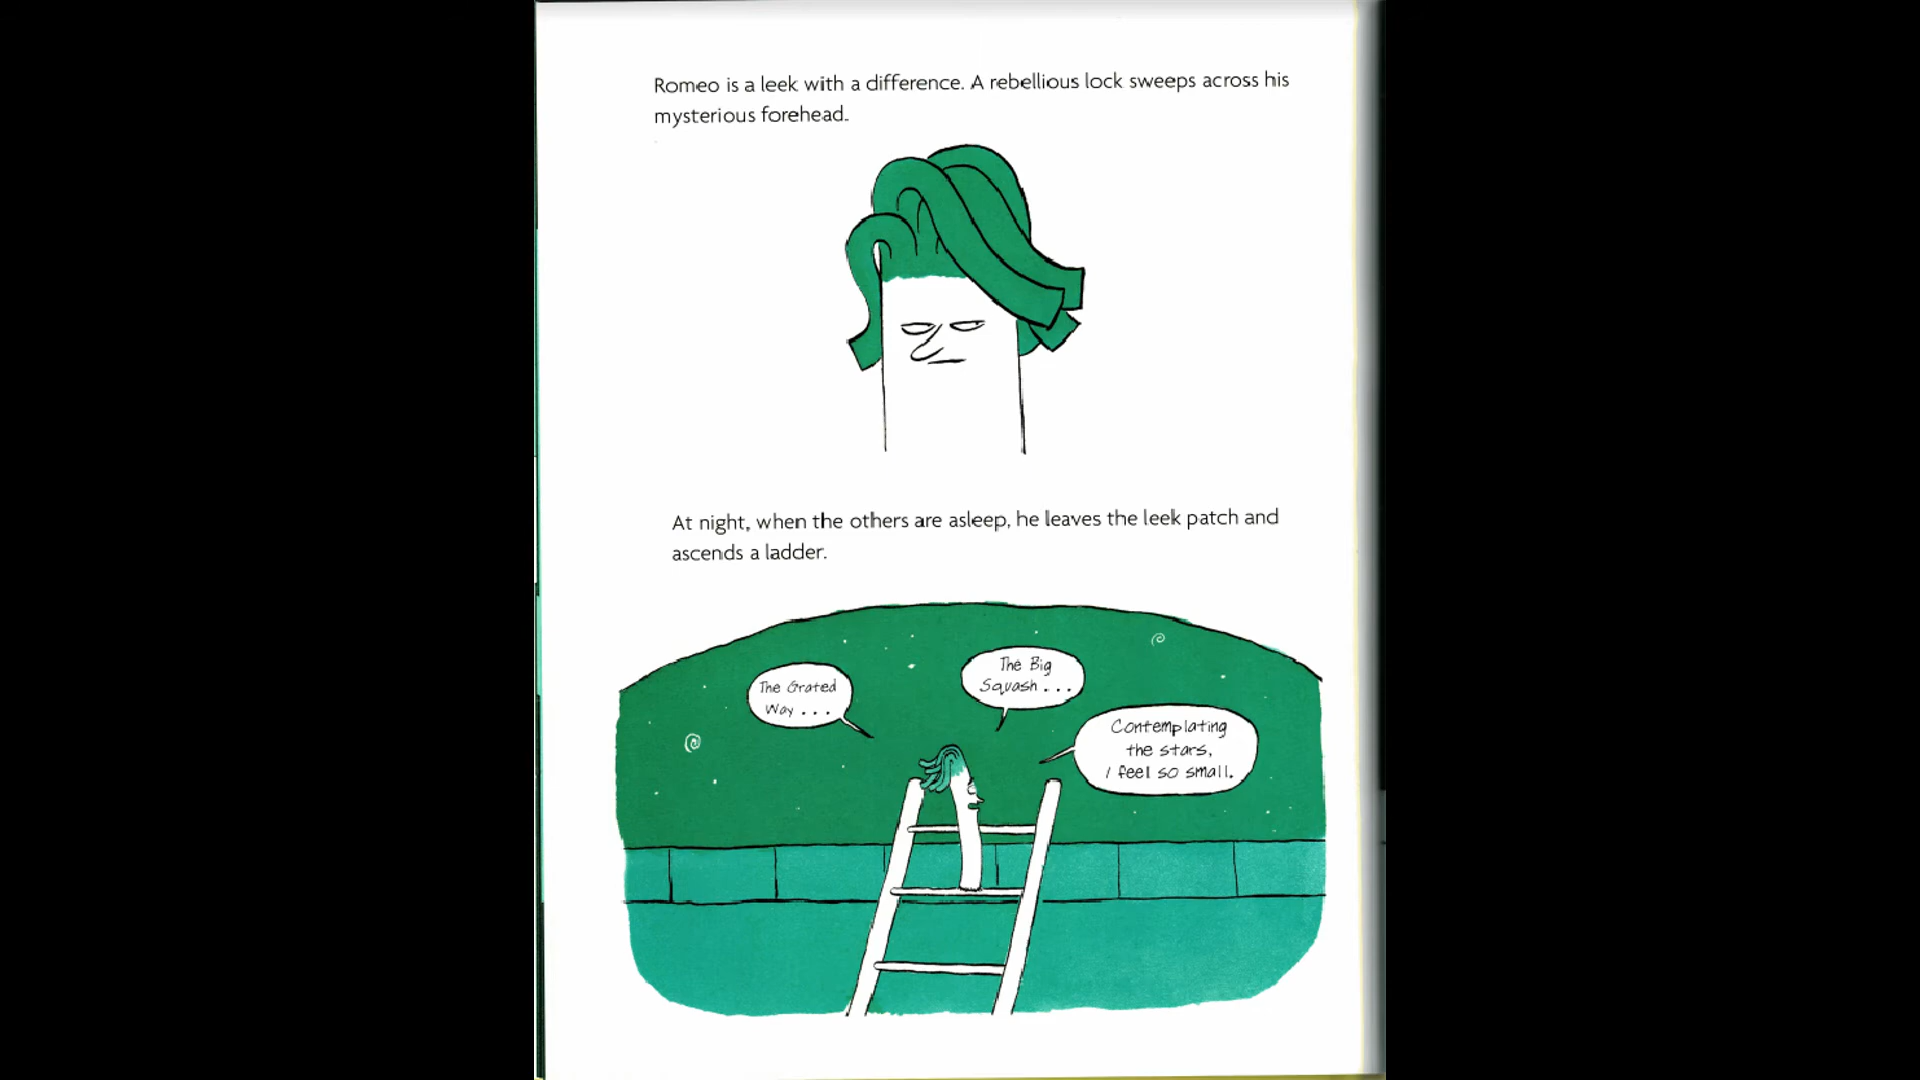 Romeo is a leek with a difference. A rebellious lock sweeps across his
mysterious forehead.
At night, when the others are asleep, he leaves the leek patch and
ascends a ladder.
The Grated
Way . . .
The Big
Squash . . .
Contemplating
the stars,
I feel so small.